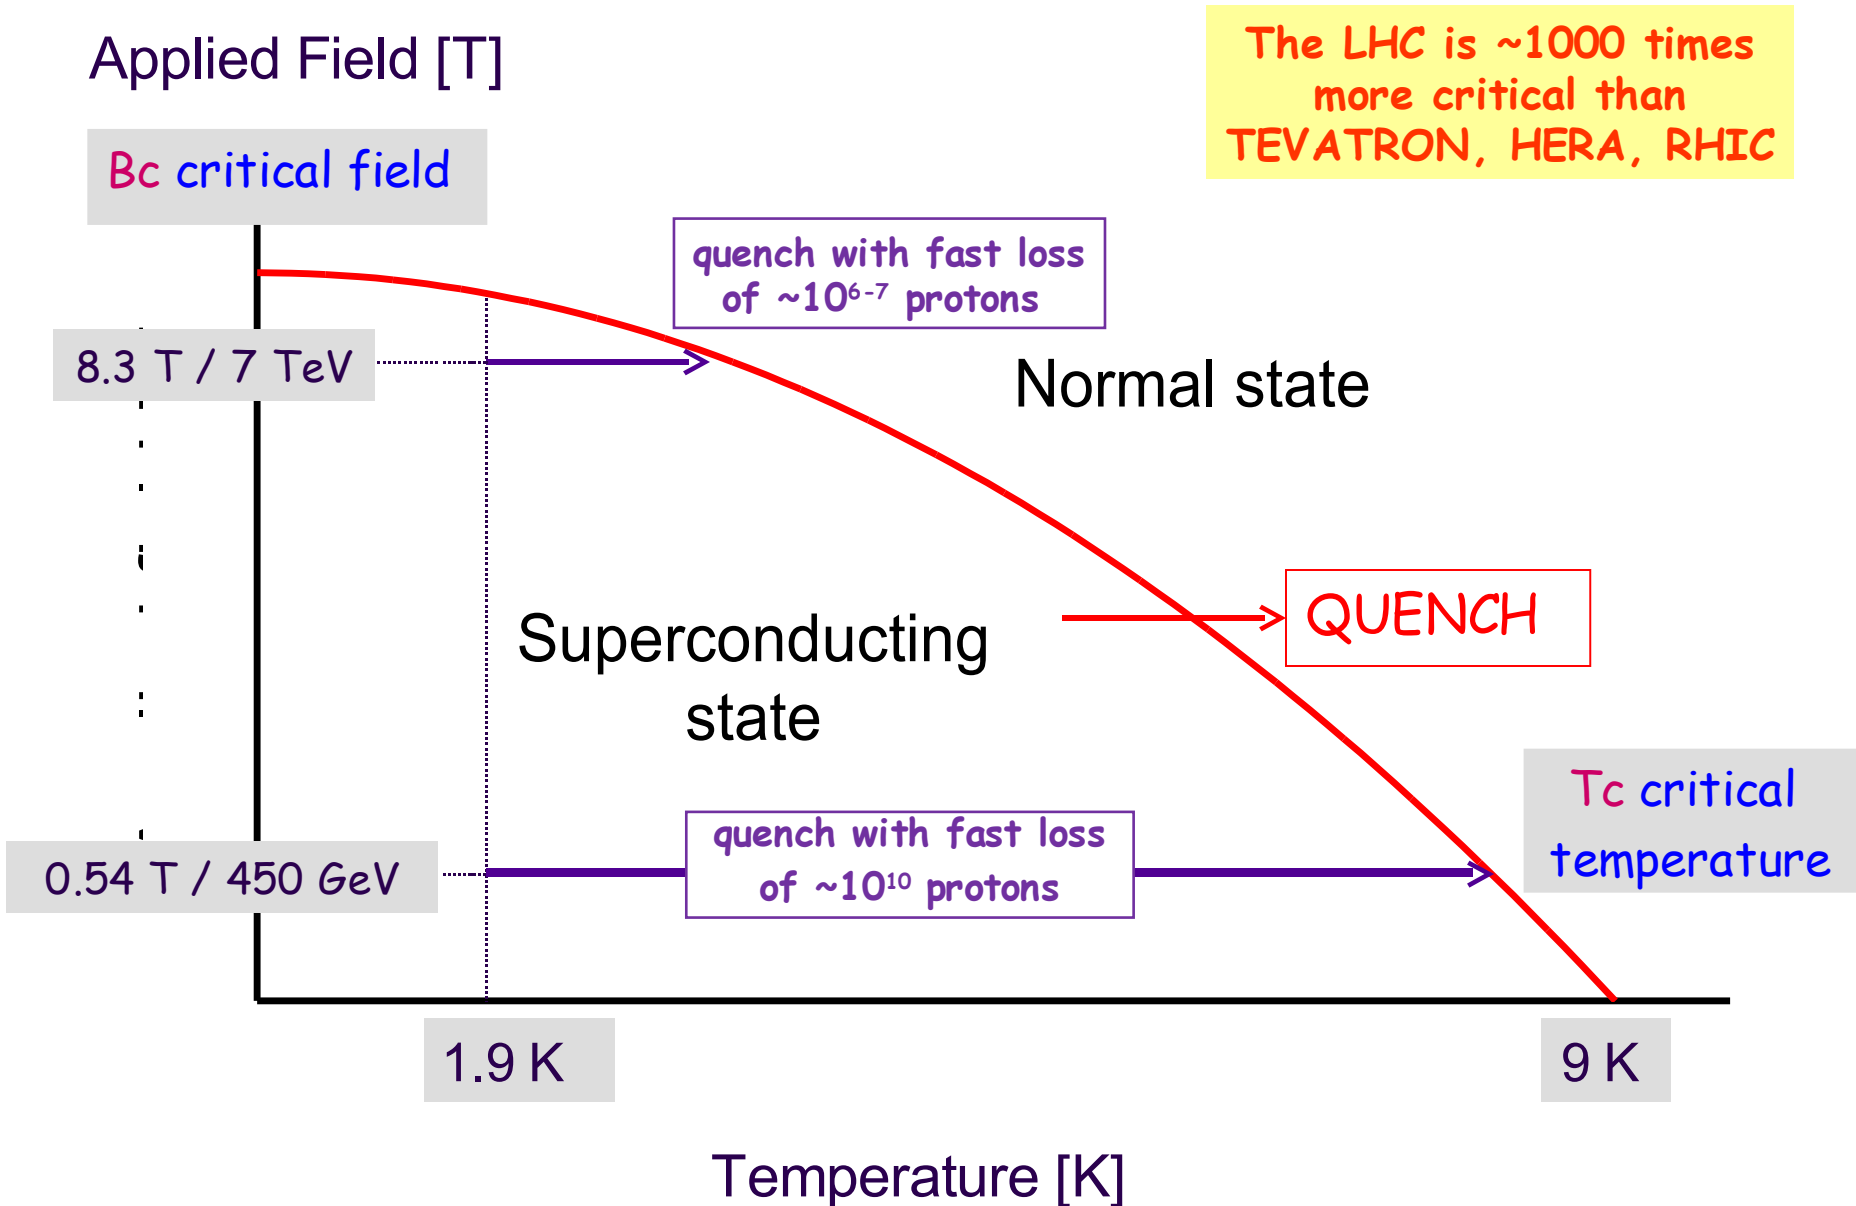 Applied Field [T]
The LHC is ~1000 times
more critical than
TEVATRON, HERA, RHIC
Bc critical field
quench with fast loss
of ~10⁶⁻⁷ protons
8.3 T / 7 TeV
Normal state
QUENCH
Superconducting
state
Tc critical
temperature
quench with fast loss
of ~10¹⁰ protons
0.54 T / 450 GeV
1.9 K
9 K
Temperature [K]